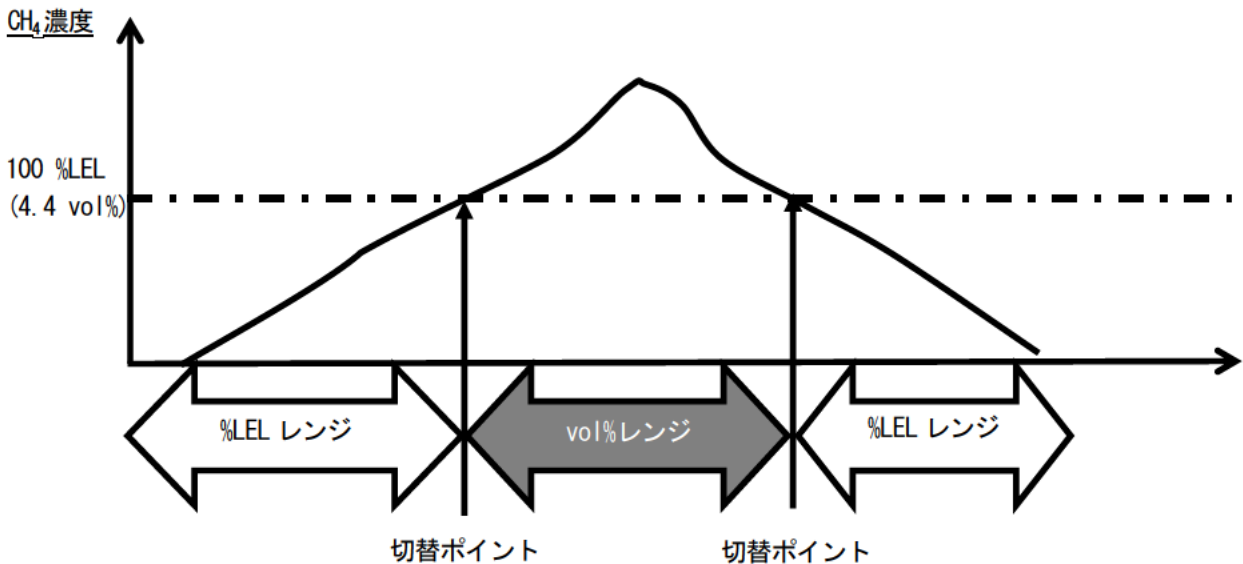 CH₄濃度
100 %LEL
(4.4 vol%)
%LEL レンジ
vol%レンジ
%LEL レンジ
切替ポイント
切替ポイント